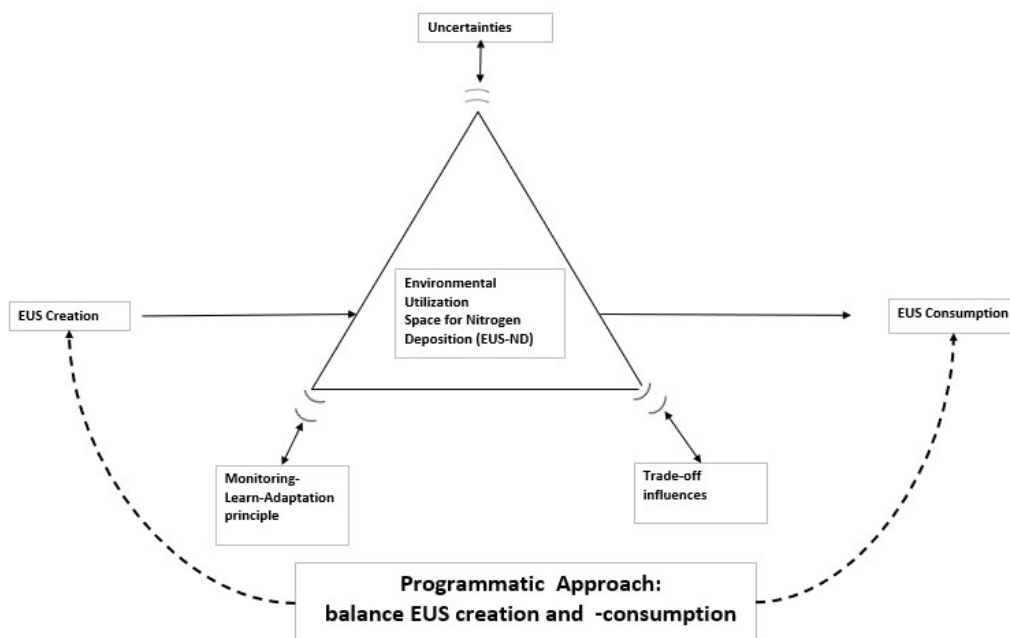 Uncertainties
Environmental
Utilization
Space for Nitrogen
Deposition (EUS-ND)
EUS Creation
EUS Consumption
Monitoring-
Learn-Adaptation
principle
Trade-off
influences
Programmatic Approach:
balance EUS creation and -consumption